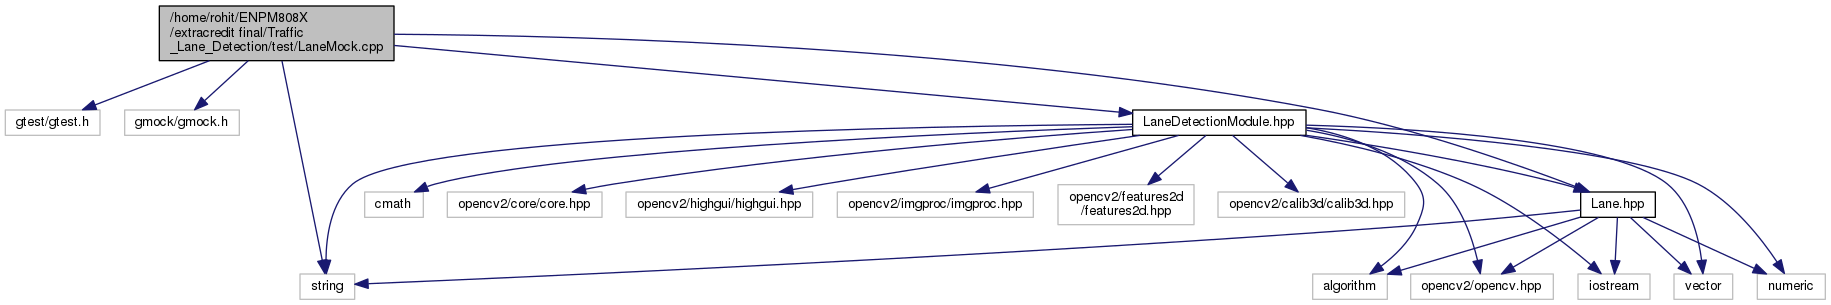 /home/rohit/ENPM808X
/extracredit final/Traffic
_Lane_Detection/test/LaneMock.cpp
gtest/gtest.h
gmock/gmock.h
LaneDetectionModule.hpp
cmath
opencv2/core/core.hpp
opencv2/highgui/highgui.hpp
opencv2/imgproc/imgproc.hpp
opencv2/features2d
/features2d.hpp
opencv2/calib3d/calib3d.hpp
Lane.hpp
string
algorithm
opencv2/opencv.hpp
iostream
vector
numeric